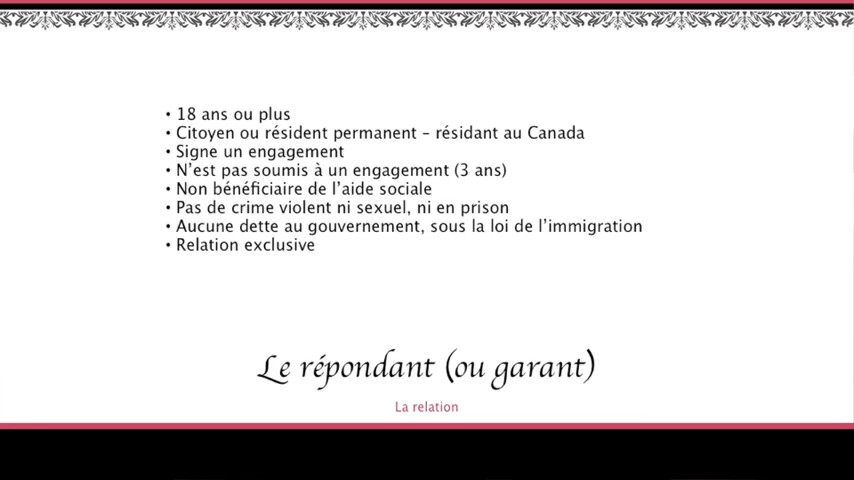 • 18 ans ou plus
• Citoyen ou résident permanent – résidant au Canada
• Signe un engagement
• N'est pas soumis à un engagement (3 ans)
• Non bénéficiaire de l'aide sociale
• Pas de crime violent ni sexuel, ni en prison
• Aucune dette au gouvernement, sous la loi de l'immigration
• Relation exclusive
Le répondant (ou garant)
La relation